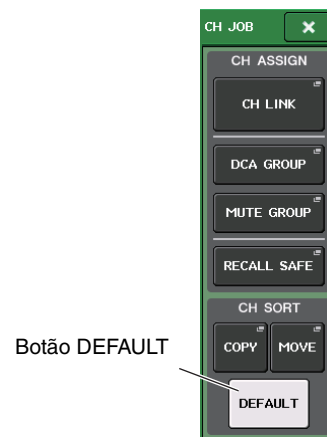 CH JOB
CH ASSIGN
CH LINK
DCA GROUP
MUTE GROUP
RECALL SAFE
CH SORT
COPY MOVE
Botão DEFAULT
DEFAULT